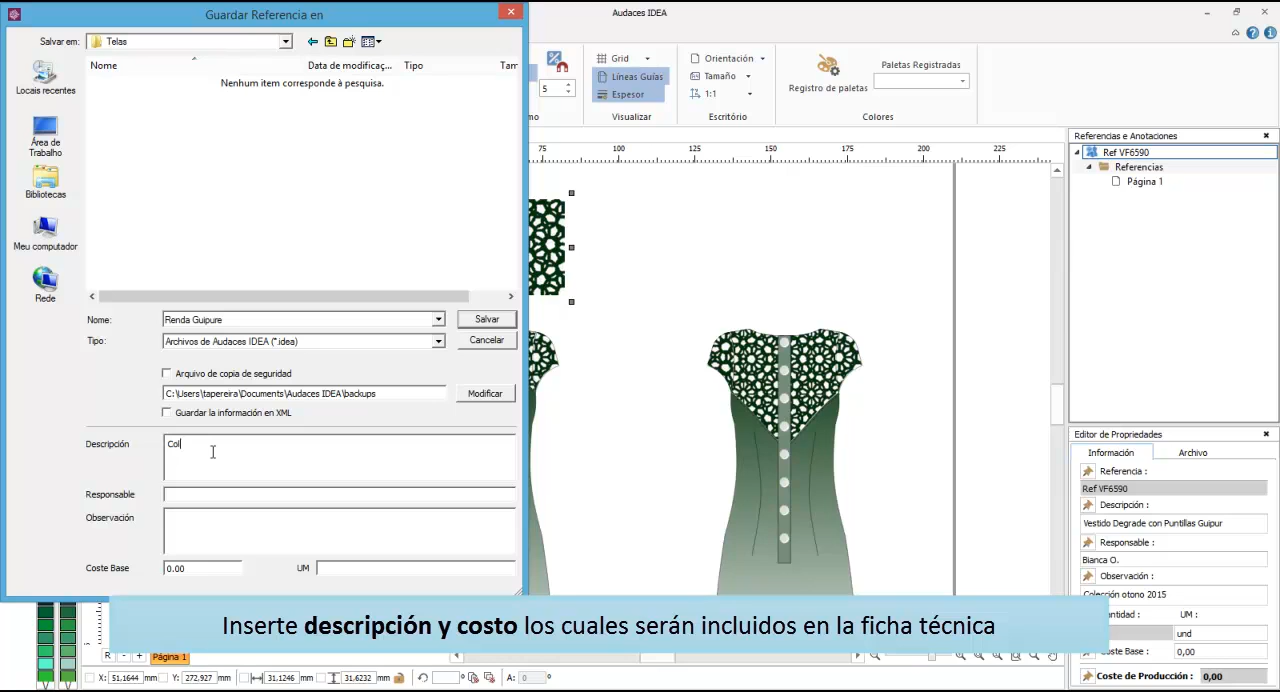 Guardar Referencia en
Audaces IDEA
Salvar em:
Telas
Nome
Data de modificaç...
Tipo
Tam
Nenhum item corresponde à pesquisa.
Locais recentes
Área de
Trabalho
Bibliotecas
Meu computador
Rede
Nome:
Renda Guipure
Salvar
Tipo:
Archivos de Audaces IDEA (*.idea)
Cancelar
Arquivo de copia de seguridad
C:\Users\tapereira\Documents\Audaces IDEA\backups
Modificar
Guardar la información en XML
Descripción
Col
Responsable
Observación
Coste Base
0.00
UM
5
Grid
Líneas Guías
Espesor
Visualizar
Orientación
Tamaño
1:1
Escritório
Registro de paletas
Paletas Registradas
Colores
75
100
125
150
175
200
225
Referencias e Anotaciones
Ref VF6590
Referencias
Página 1
Editor de Propiedades
Información
Archivo
Referencia :
Ref VF6590
Descripción :
Vestido Degrade con Puntillas Guipur
Responsable :
Bianca O.
Observación :
Colección otono 2015
UM :
und
0,00
Coste de Producción :
0,00
Inserte descripción y costo los cuales serán incluidos en la ficha técnica
R
-
+
Página 1
X:
51.1644
mm
Y:
272,927
mm
31.1246
mm
31.6232
mm
º
A:
0
º